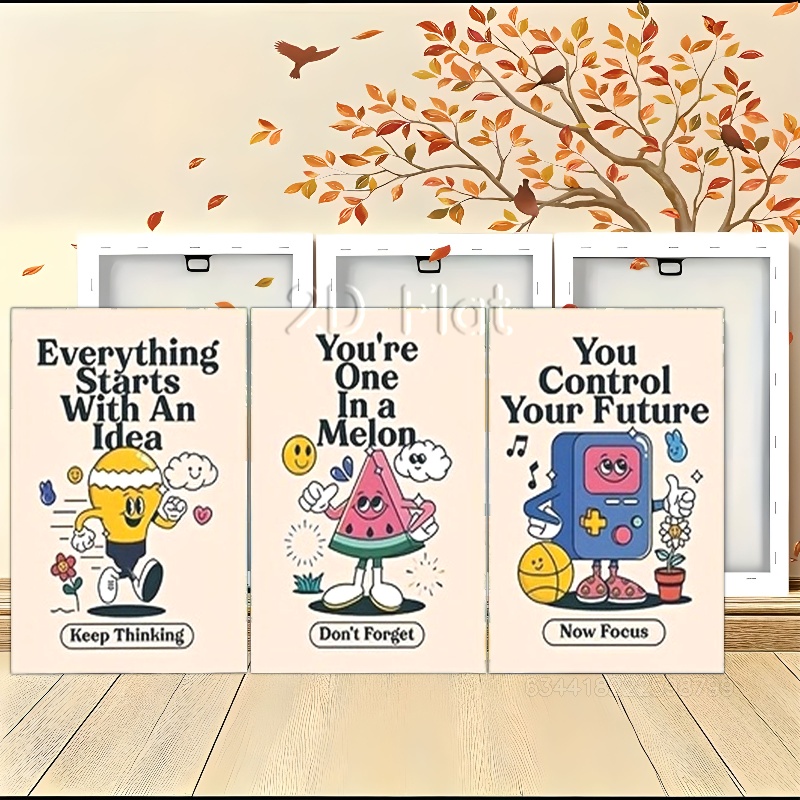 2D Flat
Everything
Starts
With An
Idea
Keep Thinking
You're
One
In a
Melon
Don't Forget
You
Control
Your Future
Now Focus